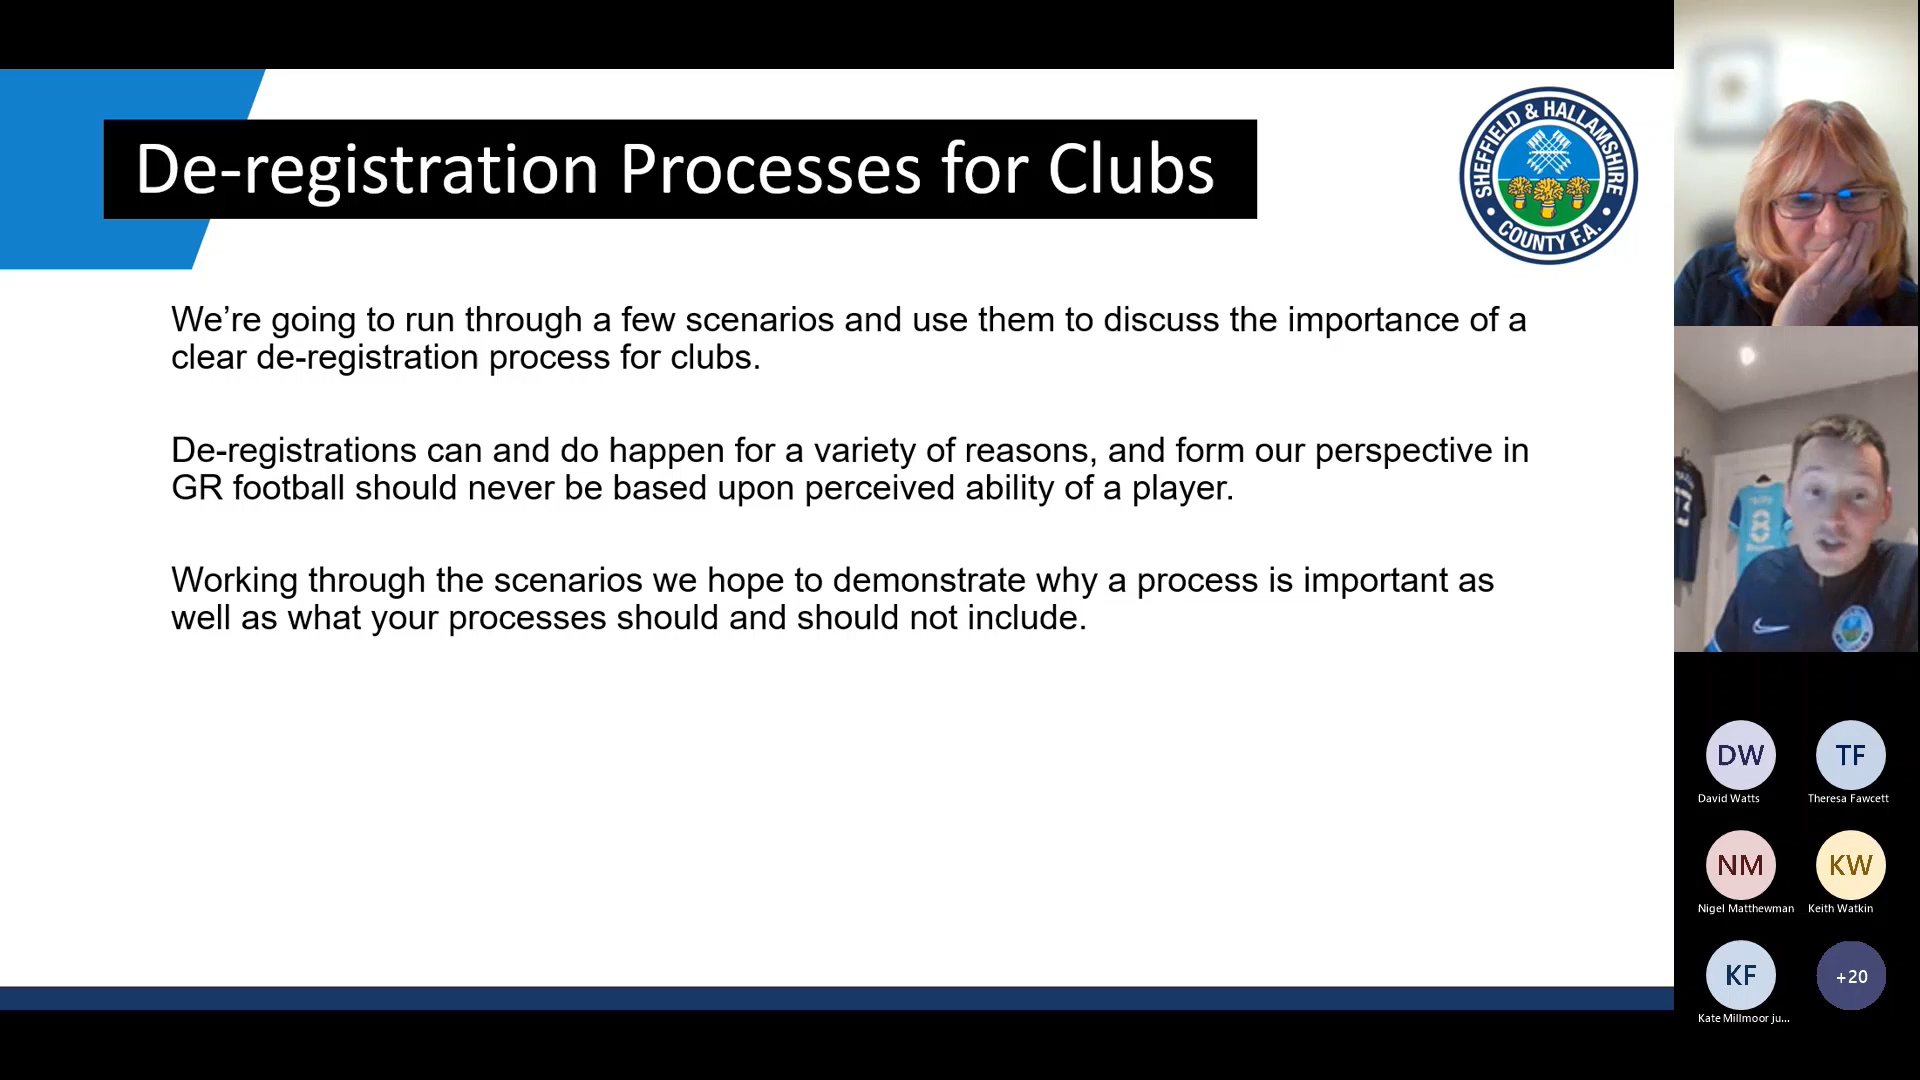 De-registration Processes for Clubs
SHEFFIELD & HALLAMSHIRE
COUNTY F.A.
We’re going to run through a few scenarios and use them to discuss the importance of a
clear de-registration process for clubs.
De-registrations can and do happen for a variety of reasons, and form our perspective in
GR football should never be based upon perceived ability of a player.
Working through the scenarios we hope to demonstrate why a process is important as
well as what your processes should and should not include.
8
DW
TF
David Watts
Theresa Fawcett
NM
KW
Nigel Matthewman
Keith Watkin
KF
+20
Kate Millmoor ju...